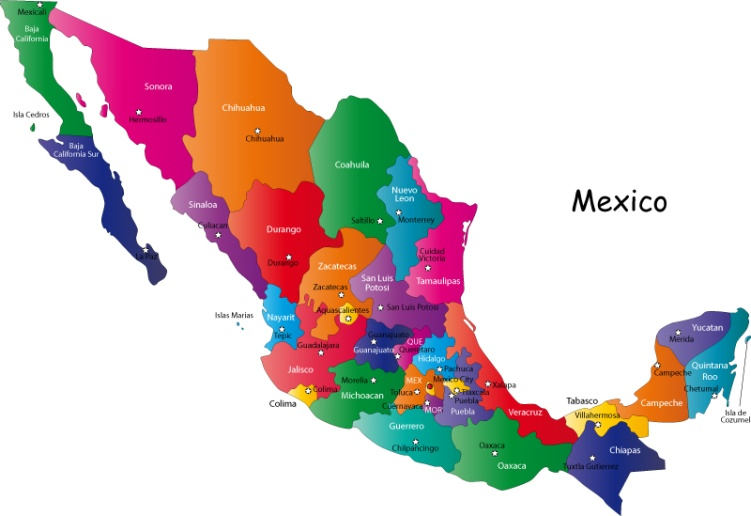 Mexicali
Baja
California
Sonora
Hermosillo
Isla Cedros
Chihuahua
Chihuahua
Baja
California Sur
La Paz
Coahuila
Saltillo
Nuevo
Leon
Monterrey
Mexico
Sinaloa
Culiacan
Durango
Durango
Cuidad
Victoria
Tamaulipas
Zacatecas
Zacatecas
San Luis
Potosi
San Luis Potosi
Aguascalientes
Islas Marias
Nayarit
Tepic
Guadalajara
Jalisco
Guanajuato
Guanajuato
QUE
Queretaro
Hidalgo
Pachuca
Colima
Colima
Morelia
Michoacan
MEX
Mexico City
Toluca
Tlaxcala
Puebla
Puebla
Cuernavaca
MOR
Xalapa
Veracruz
Guerrero
Chilpancingo
Oaxaca
Oaxaca
Tabasco
Villahermosa
Chiapas
Tuxtla Gutierrez
Campeche
Campeche
Yucatan
Merida
Quintana
Roo
Chetumal
Isla de
Cozumel